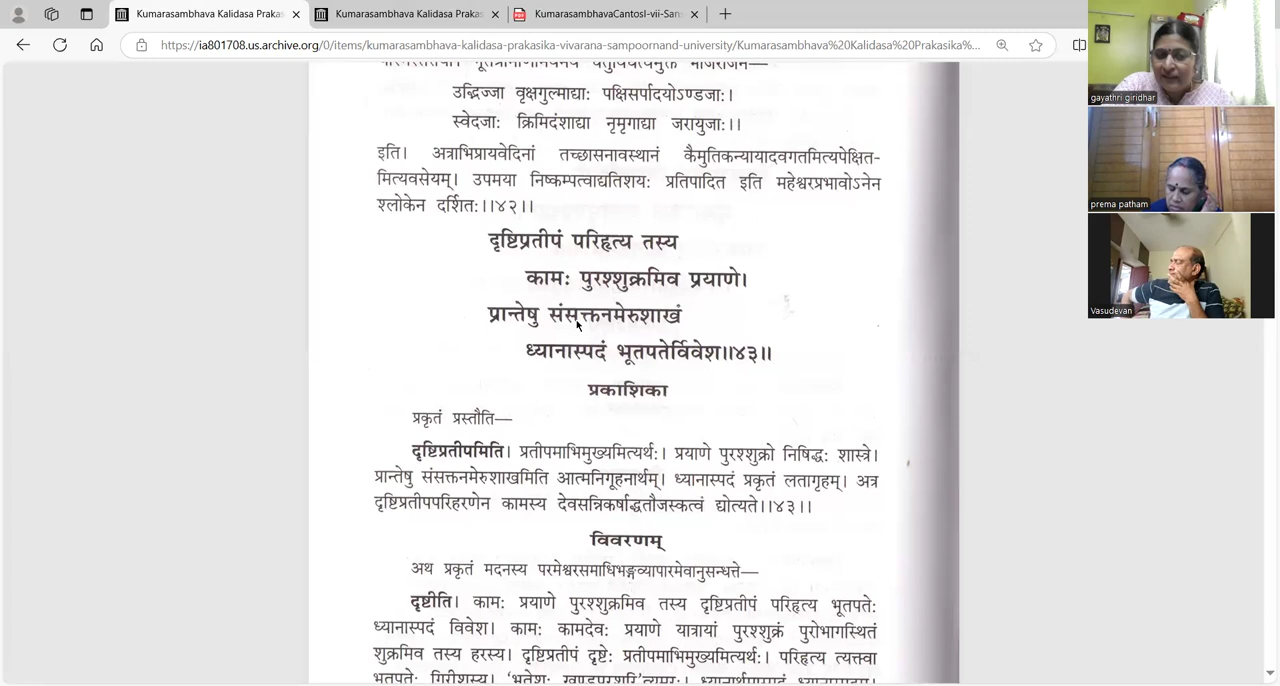 Kumarasambhava Kalidasa Prakas
Kumarasambhava Kalidasa Prakas
KumarasambhavaCantosI-vii-San
https://ia801708.us.archive.org/0/items/kumarasambhava-kalidasa-prakasika-vivarana-sampoornand-university/Kumarasambhava%20Kalidasa%20Prakasika%...
उद्भिज्जा वृक्षगुल्माद्याः पक्षिसर्पादयोऽण्डजाः।
स्वेदजाः क्रिमिदंशाद्या नृमृगाद्या जरायुजाः।।
इति। अत्राभिप्रायवेदिनां तच्छासनावस्थानं कैमुतिकन्यायादवगतमित्यपेक्षित-
मित्यवसेयम्। उपमया निष्कम्पत्वाद्यतिशयः प्रतिपादित इति महेश्वरप्रभावोऽनेन
श्लोकेन दर्शितः।।४२।।
दृष्टिप्रतीपं परिहृत्य तस्य
कामः पुरश्शुक्रमिव प्रयाणे।
प्रान्तेषु संसक्तनमेरुशाखं
ध्यानास्पदं भूतपतेर्विवेश॥४३॥
प्रकाशिका
प्रकृतं प्रस्तौति—
दृष्टिप्रतीपमिति। प्रतीपमाभिमुख्यमित्यर्थः। प्रयाणे पुरश्शुक्रो निषिद्धः शास्त्रे।
प्रान्तेषु संसक्तनमेरुशाखमिति आत्मनिगूहनार्थम्। ध्यानास्पदं प्रकृतं लतागृहम्। अत्र
दृष्टिप्रतीपपरिहरणेन कामस्य देवसन्निकर्षाद्धतौजस्कत्वं द्योत्यते।।४३।।
विवरणम्
अथ प्रकृतं मदनस्य परमेश्वरसमाधिभङ्गव्यापारमेवानुसन्धत्ते—
दृष्टीति। कामः प्रयाणे पुरश्शुक्रमिव तस्य दृष्टिप्रतीपं परिहृत्य भूतपतेः
ध्यानास्पदं विवेश। कामः कामदेवः प्रयाणे यात्रायां पुरश्शुक्रं पुरोभागस्थितं
शुक्रमिव तस्य हरस्य। दृष्टिप्रतीपं दृष्टेः प्रतीपमाभिमुख्यमित्यर्थः। परिहृत्य त्यक्त्वा
gayathri giridhar
prema patham
Vasudevan